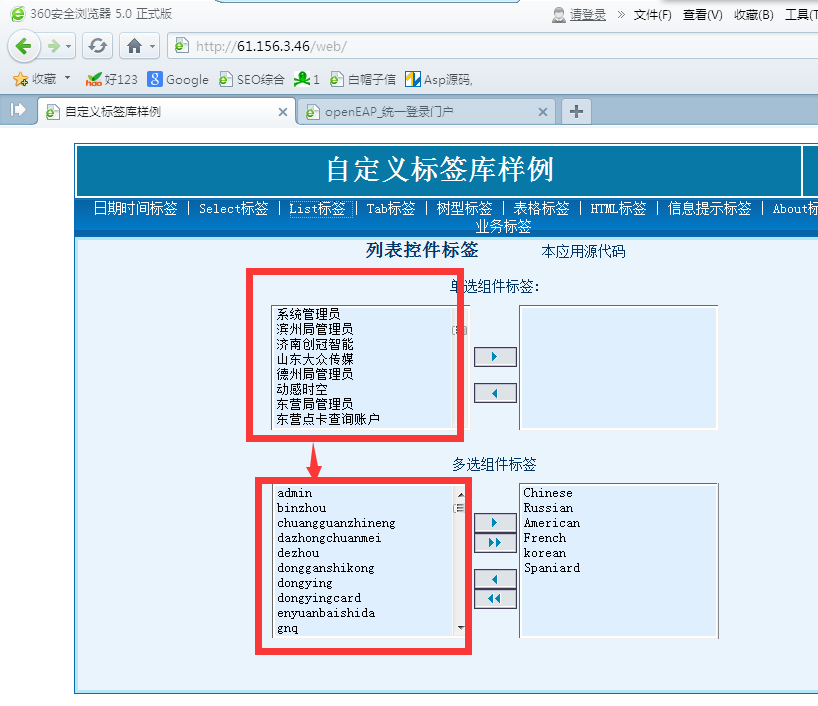 360安全浏览器 5.0 正式版
请登录 » 文件(F) 查看(V) 收藏(B) 工具(T
http://61.156.3.46/web/
收藏 好123 Google SEO综合 1 白帽子信 Asp源码,
自定义标签库样例 openEAP_统一登录门户
自定义标签库样例
日期时间标签 | Select标签 | List标签 | Tab标签 | 树型标签 | 表格标签 | HTML标签 | 信息提示标签 | About标
业务标签
列表控件标签 本应用源代码
单选组件标签:
系统管理员
滨州局管理员
济南创冠智能
山东大众传媒
德州局管理员
动感时空
东营局管理员
东营点卡查询账户
多选组件标签
admin
binzhou
chuangguanzhineng
dazhongchuanmei
dezhou
dongganshikong
dongying
dongyingcard
enyuanbaishida
gnq
Chinese
Russian
American
French
korean
Spaniard